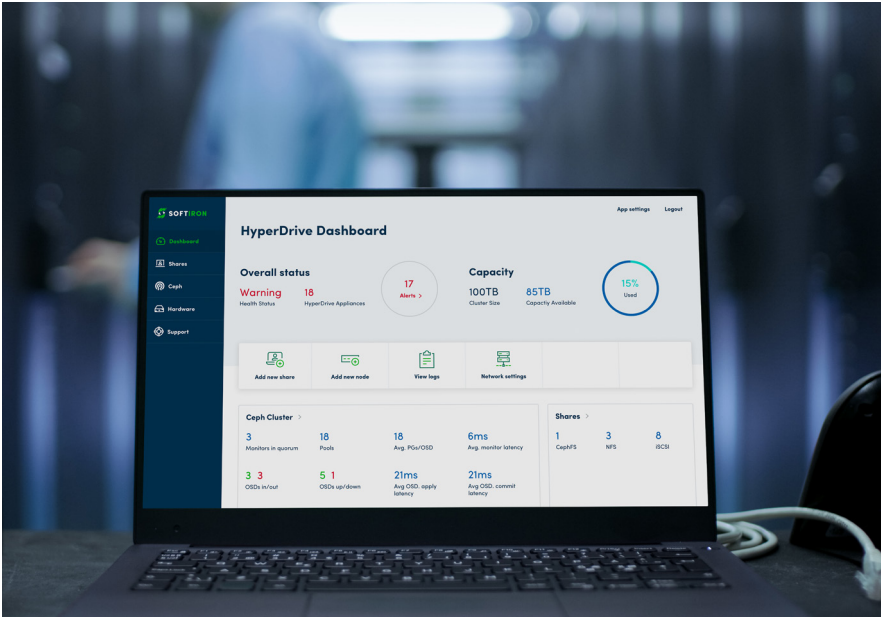 SOFTIRON
App settings
Logout
Dashboard
Shares
Ceph
Hardware
Support
HyperDrive Dashboard
Overall status
Warning
Health Status
18
HyperDrive Appliances
17
Alerts >
Capacity
100TB
Cluster Size
85TB
Capactiy Available
15%
Used
Add new share
Add new node
View logs
Network settings
Ceph Cluster >
3
Monitors in quorum
18
Pools
18
Avg. PGs/OSD
6ms
Avg. monitor latency
3 3
OSDs in/out
5 1
OSDs up/down
21ms
Avg OSD. apply
latency
21ms
Avg OSD. commit
latency
Shares >
1
CephFS
3
NFS
8
iSCSI